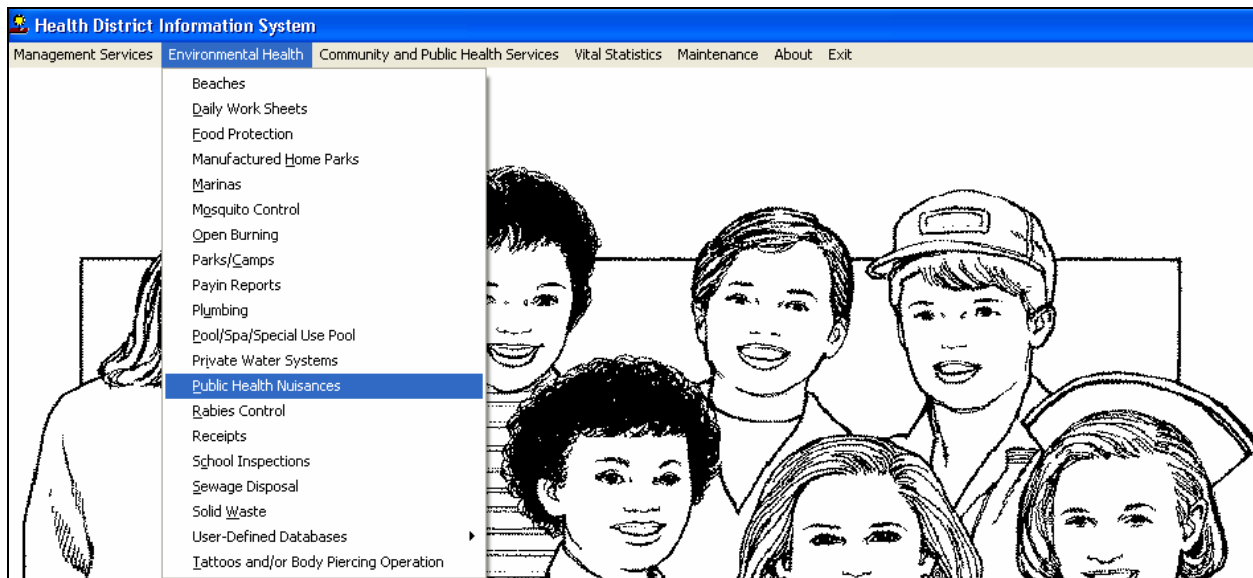 Health District Information System
Management Services Environmental Health Community and Public Health Services Vital Statistics Maintenance About Exit
Beaches
Daily Work Sheets
Food Protection
Manufactured Home Parks
Marinas
Mosquito Control
Open Burning
Parks/Camps
Payin Reports
Plumbing
Pool/Spa/Special Use Pool
Private Water Systems
Public Health Nuisances
Rabies Control
Receipts
School Inspections
Sewage Disposal
Solid Waste
User-Defined Databases
Tattoos and/or Body Piercing Operation